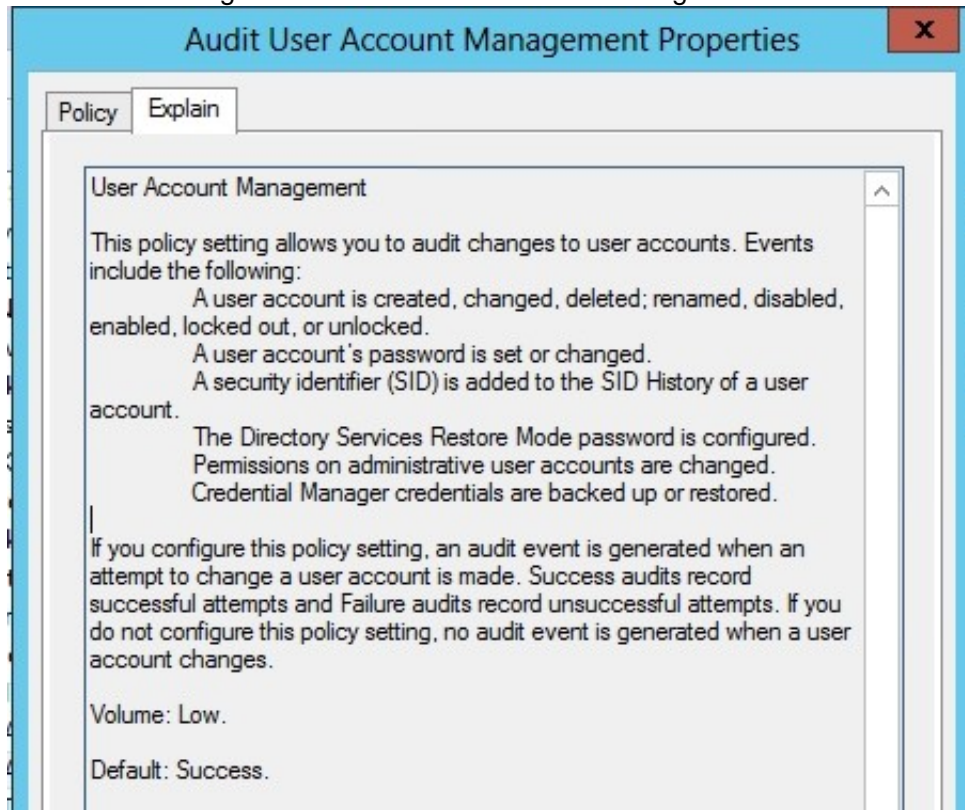 Audit User Account Management Properties
x
Policy
Explain
User Account Management
This policy setting allows you to audit changes to user accounts. Events
include the following:
A user account is created, changed, deleted; renamed, disabled,
enabled, locked out, or unlocked.
A user account's password is set or changed.
A security identifier (SID) is added to the SID History of a user
account.
The Directory Services Restore Mode password is configured.
Permissions on administrative user accounts are changed.
Credential Manager credentials are backed up or restored.
If you configure this policy setting, an audit event is generated when an
attempt to change a user account is made. Success audits record
successful attempts and Failure audits record unsuccessful attempts. If you
do not configure this policy setting, no audit event is generated when a user
account changes.
Volume: Low.
Default: Success.